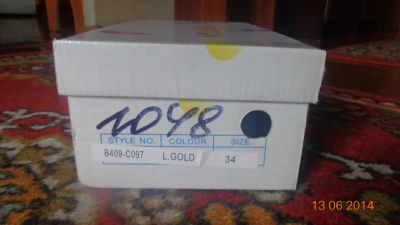 1048
STYLE NO. COLOUR SIZE
B409-C097 L.GOLD 34
13 06 2014